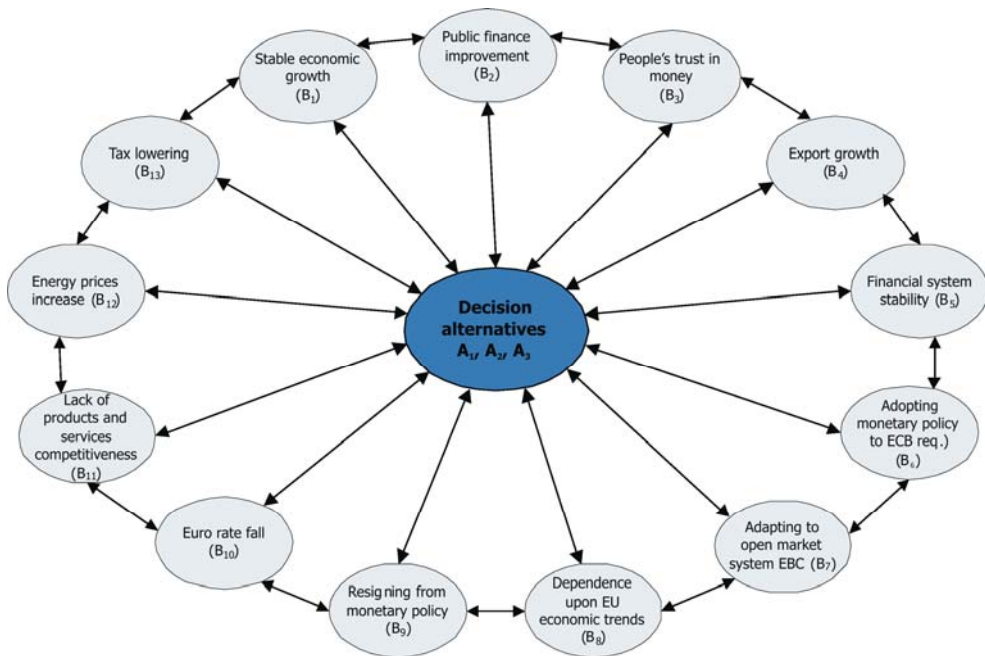 Stable economic
growth
(B₁)
Public finance
improvement
(B₂)
People's trust in
money
(B₃)
Export growth
(B₄)
Financial system
stability (B₅)
Adopting
monetary policy
to ECB req.)
(B₆)
Adapting to
open market
system EBC (B₇)
Dependence
upon EU
economic trends
(B₈)
Resigning from
monetary policy
(B₉)
Euro rate fall
(B₁₀)
Lack of
products and
services
competitiveness
(B₁₁)
Energy prices
increase (B₁₂)
Tax lowering
(B₁₃)
Decision
alternatives
A₁, A₂, A₃